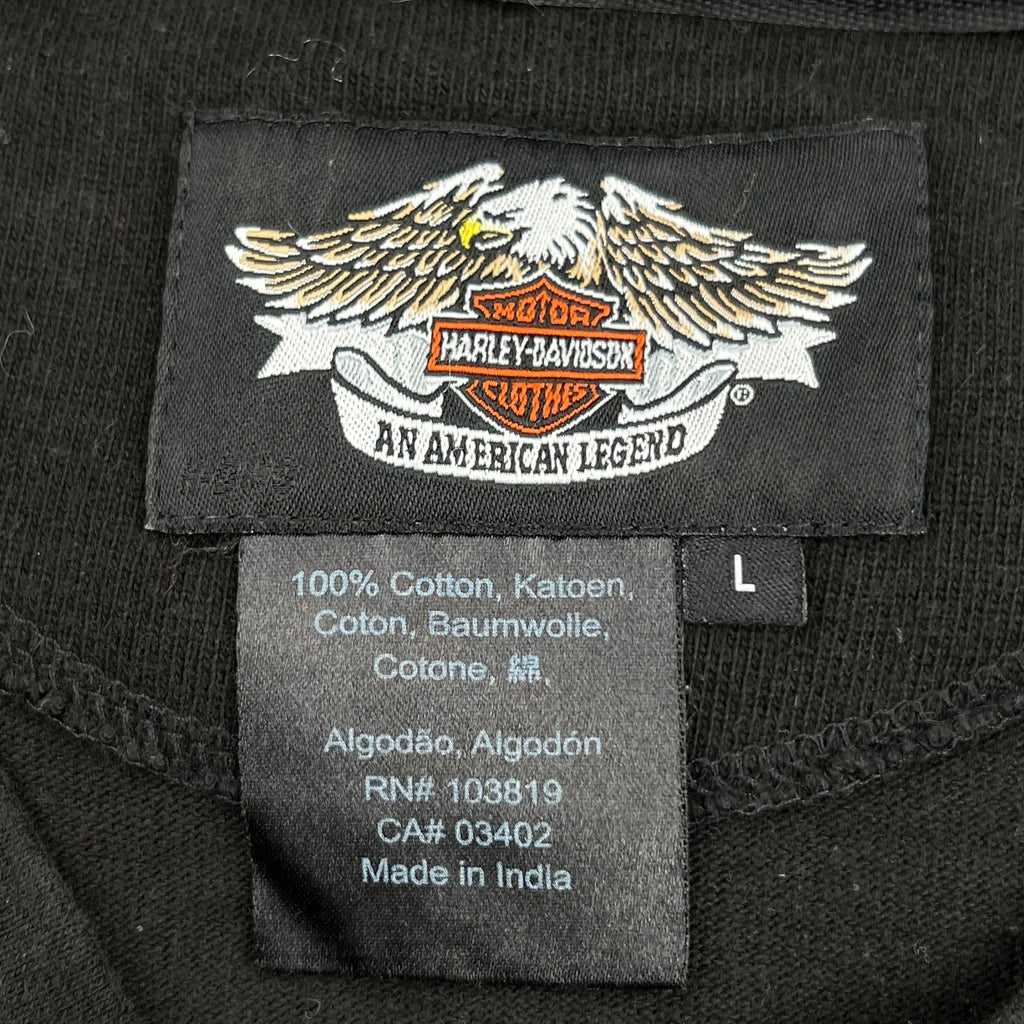 MOTOR
HARLEY-DAVIDSON
CLOTHES
®
AN AMERICAN LEGEND
L
100% Cotton, Katoen,
Coton, Baumwolle,
Cotone, 綿,
Algodão, Algodón
RN# 103819
CA# 03402
Made in India